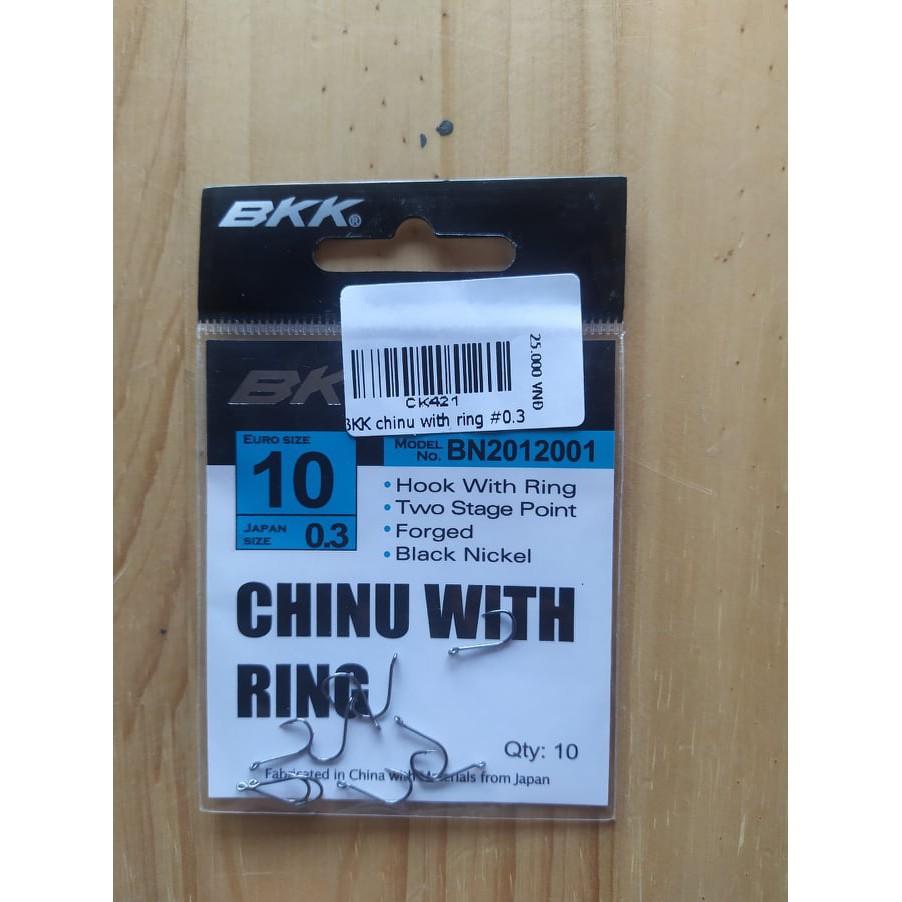 BKK®
25.000 VND
CK421
BKK chinu with ring #0.3
BKK
EURO SIZE
10
JAPAN SIZE 0.3
MODEL No. BN2012001
• Hook With Ring
• Two Stage Point
• Forged
• Black Nickel
CHINU WITH
RING
Qty: 10
Fabricated in China with Materials from Japan